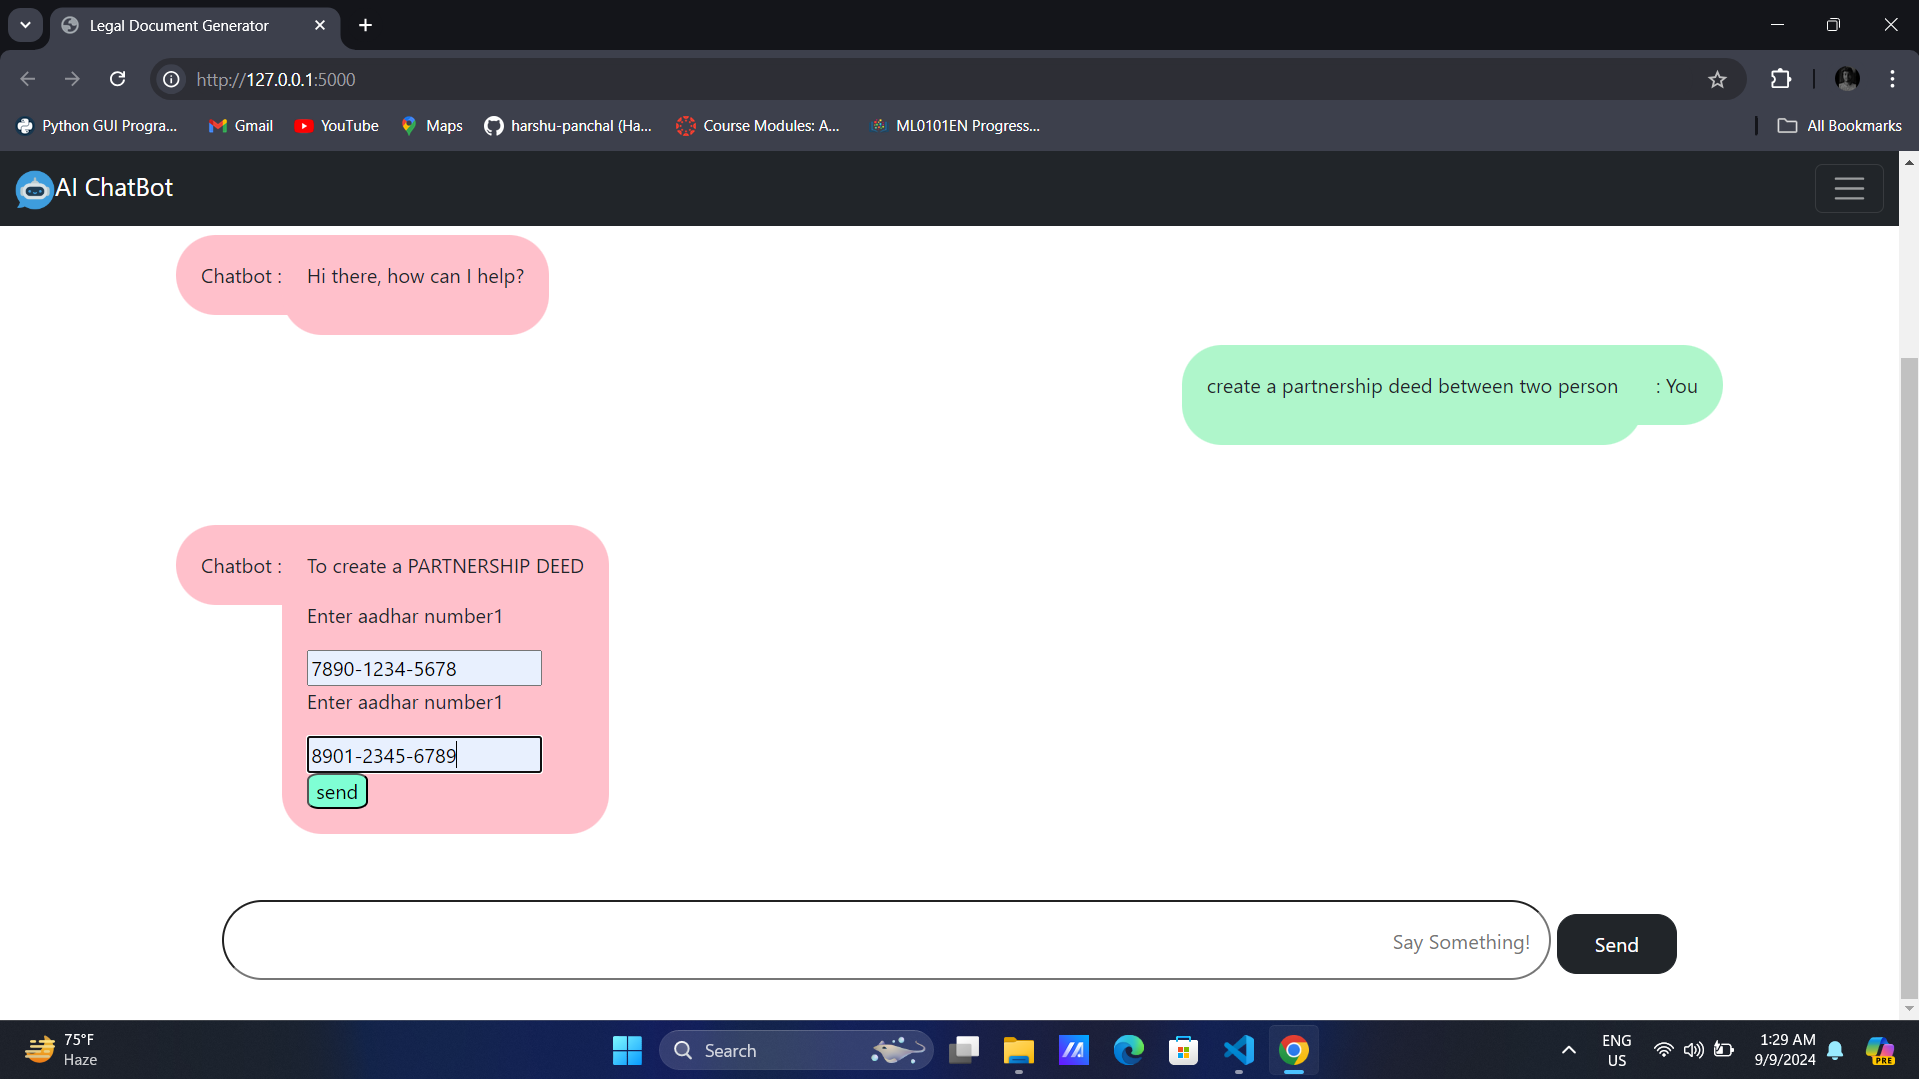 Legal Document Generator
http://127.0.0.1:5000
Python GUI Progra...
Gmail
YouTube
Maps
harshu-panchal (Ha...
Course Modules: A...
ML0101EN Progress...
All Bookmarks
AI ChatBot
Chatbot :
Hi there, how can I help?
create a partnership deed between two person
: You
Chatbot :
To create a PARTNERSHIP DEED
Enter aadhar number1
7890-1234-5678
Enter aadhar number1
8901-2345-6789
send
Say Something!
Send
75°F
Haze
Search
ENG
US
1:29 AM
9/9/2024
PRE